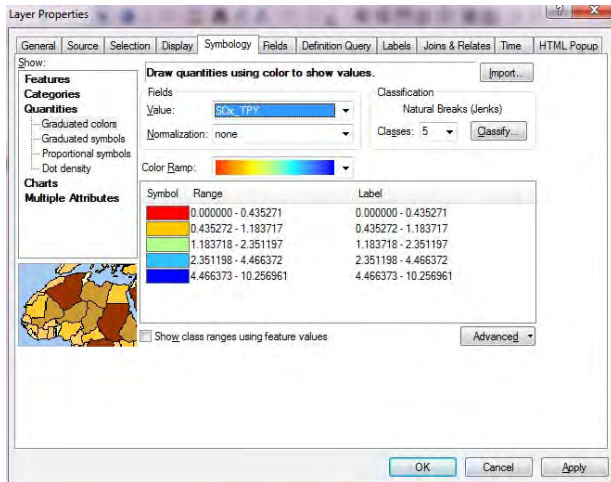 Layer Properties
General Source Selection Display Symbology Fields Definition Query Labels Joins & Relates Time HTML Popup
Show:
Features
Categories
Quantities
Graduated colors
Graduated symbols
Proportional symbols
Dot density
Charts
Multiple Attributes
Draw quantities using color to show values.
Import...
Fields
Value: SOx_TPY
Normalization: none
Classification
Natural Breaks (Jenks)
Classes: 5 Classify...
Color Ramp:
Symbol Range Label
0.000000 - 0.435271 0.000000 - 0.435271
0.435272 - 1.183717 0.435272 - 1.183717
1.183718 - 2.351197 1.183718 - 2.351197
2.351198 - 4.466372 2.351198 - 4.466372
4.466373 - 10.256961 4.466373 - 10.256961
Show class ranges using feature values
Advanced
OK Cancel Apply